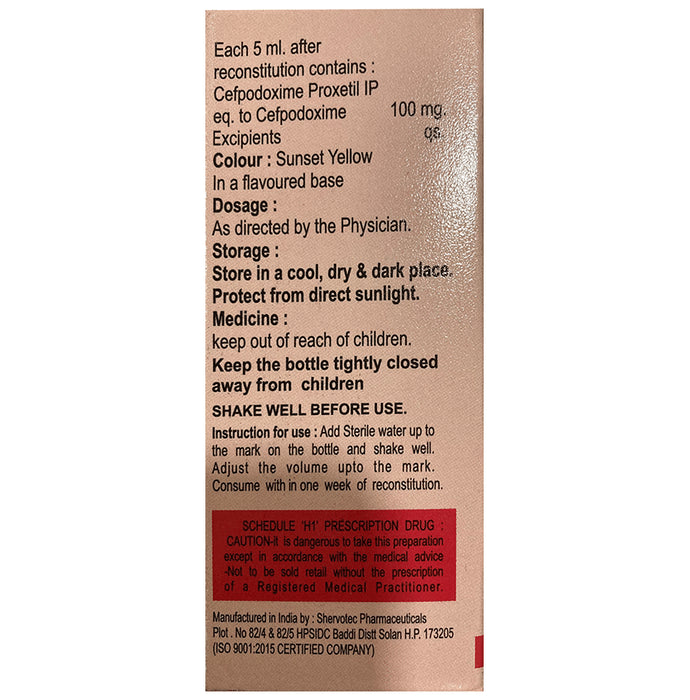 Each 5 ml. after
reconstitution contains :
Cefpodoxime Proxetil IP
eq. to Cefpodoxime 100 mg.
Excipients qs.
Colour : Sunset Yellow
In a flavoured base
Dosage :
As directed by the Physician.
Storage :
Store in a cool, dry & dark place.
Protect from direct sunlight.
Medicine :
keep out of reach of children.
Keep the bottle tightly closed
away from children
SHAKE WELL BEFORE USE.
Instruction for use : Add Sterile water up to
the mark on the bottle and shake well.
Adjust the volume upto the mark.
Consume with in one week of reconstitution.
SCHEDULE 'H1' PRESCRIPTION DRUG :
CAUTION-it is dangerous to take this preparation
except in accordance with the medical advice
-Not to be sold retail without the prescription
of a Registered Medical Practitioner.
Manufactured in India by : Shervotec Pharmaceuticals
Plot . No 82/4 & 82/5 HPSIDC Baddi Distt Solan H.P. 173205
(ISO 9001:2015 CERTIFIED COMPANY)